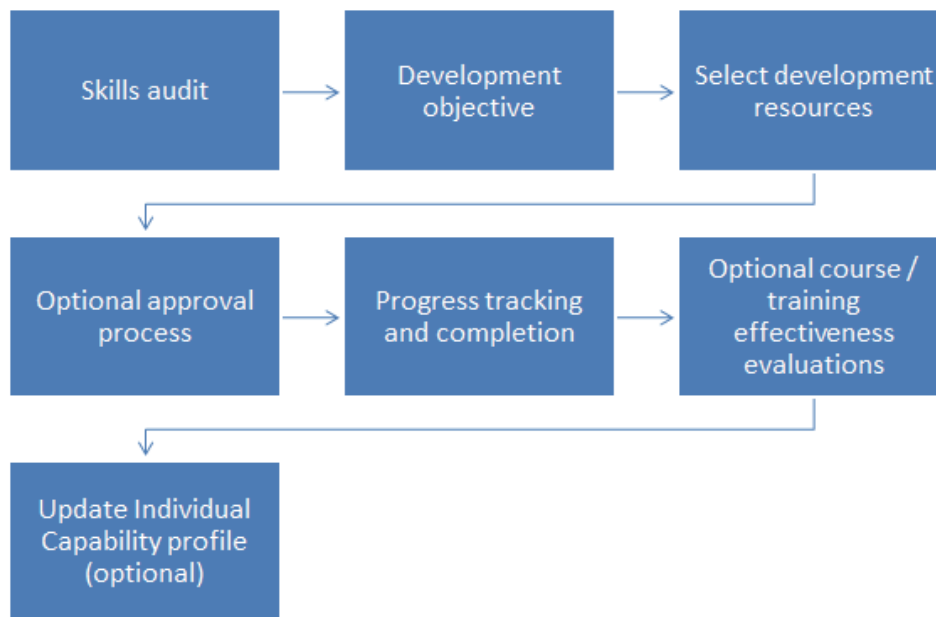 Skills audit
Development
objective
Select development
resources
Optional approval
process
Progress tracking
and completion
Optional course /
training
effectiveness
evaluations
Update Individual
Capability profile
(optional)